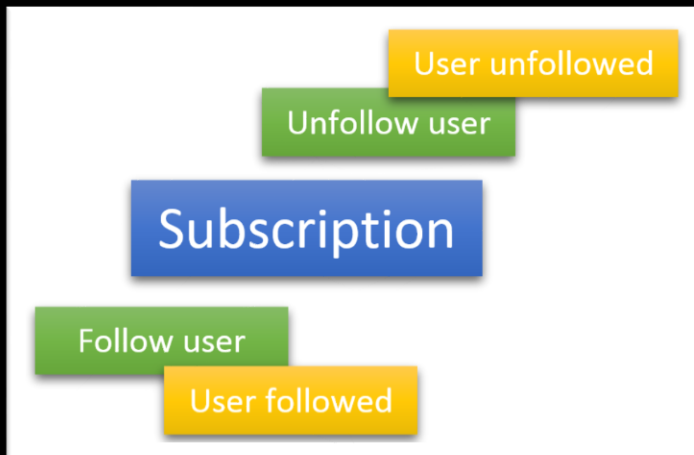 User unfollowed
Unfollow user
Subscription
Follow user
User followed